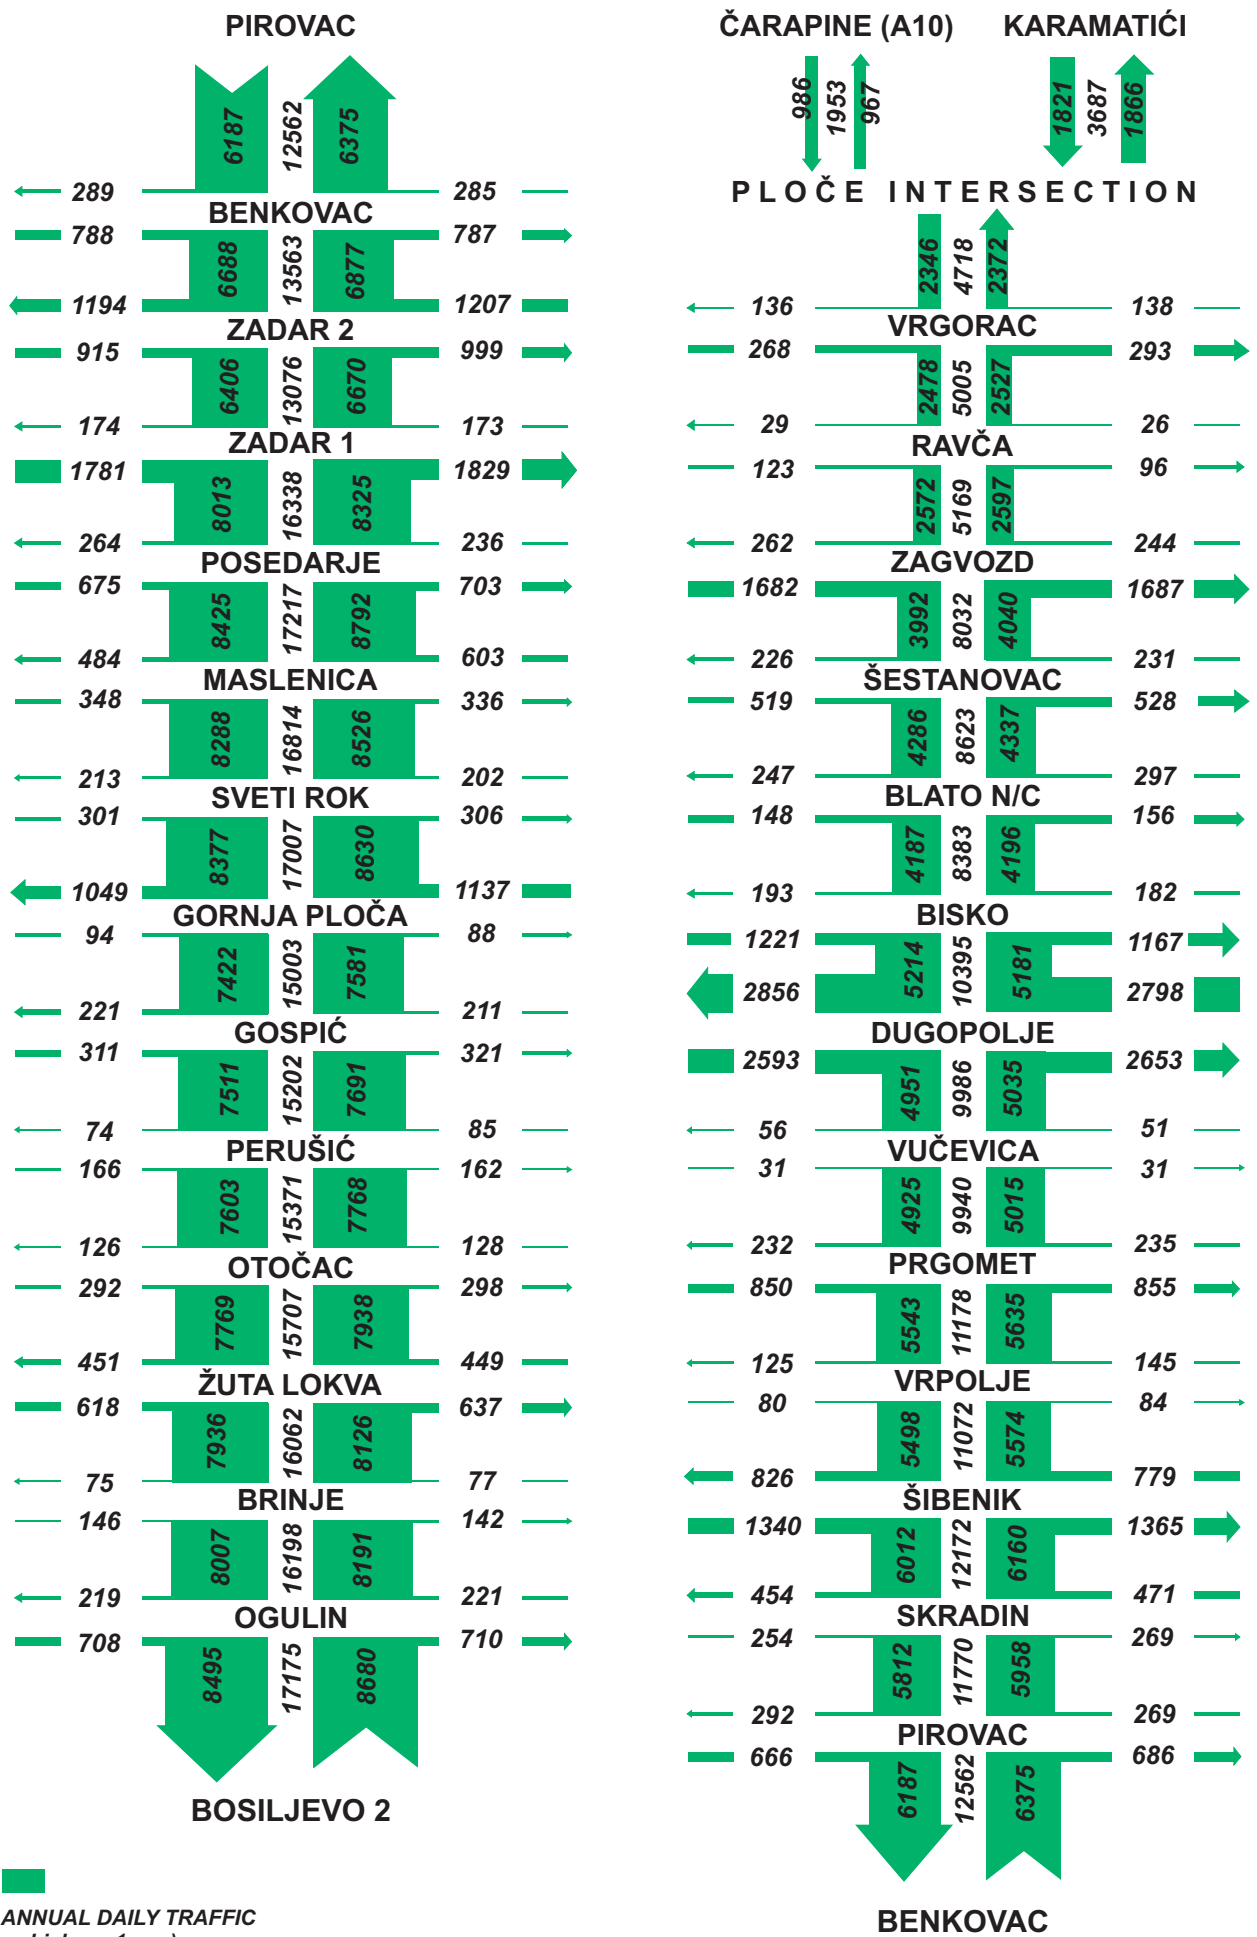 PIROVAC
6187 12562 6375
289 285
BENKOVAC
788 787
6688 13563 6877
1194 1207
ZADAR 2
915 999
6406 13076 6670
174 173
ZADAR 1
1781 1829
8013 16338 8325
264 236
POSEDARJE
675 703
8425 17217 8792
484 603
MASLENICA
348 336
8288 16814 8526
213 202
SVETI ROK
301 306
8377 17007 8630
1049 1137
GORNJA PLOČA
94 88
7422 15003 7581
221 211
GOSPIĆ
311 321
7511 15202 7691
74 85
PERUŠIĆ
166 162
7603 15371 7768
126 128
OTOČAC
292 298
7769 15707 7938
451 449
ŽUTA LOKVA
618 637
7936 16062 8126
75 77
BRINJE
146 142
8007 16198 8191
219 221
OGULIN
708 710
8495 17175 8680
BOSILJEVO 2
ANNUAL DAILY TRAFFIC
ČARAPINE (A10) KARAMATIĆI
986 1953 967 1821 3687 1866
PLOČE INTERSECTION
2346 4718 2372
136 138
VRGORAC
268 293
2478 5005 2527
29 26
RAVČA
123 96
2572 5169 2597
262 244
ZAGVOZD
1682 1687
3992 8032 4040
226 231
ŠESTANOVAC
519 528
4286 8623 4337
247 297
BLATO N/C
148 156
4187 8383 4196
193 182
BISKO
1221 1167
5214 10395 5181
2856 2798
DUGOPOLJE
2593 2653
4951 9986 5035
56 51
VUČEVICA
31 31
4925 9940 5015
232 235
PRGOMET
850 855
5543 11178 5635
125 145
VRPOLJE
80 84
5498 11072 5574
826 779
ŠIBENIK
1340 1365
6012 12172 6160
454 471
SKRADIN
254 269
5812 11770 5958
292 269
PIROVAC
666 686
6187 12562 6375
BENKOVAC